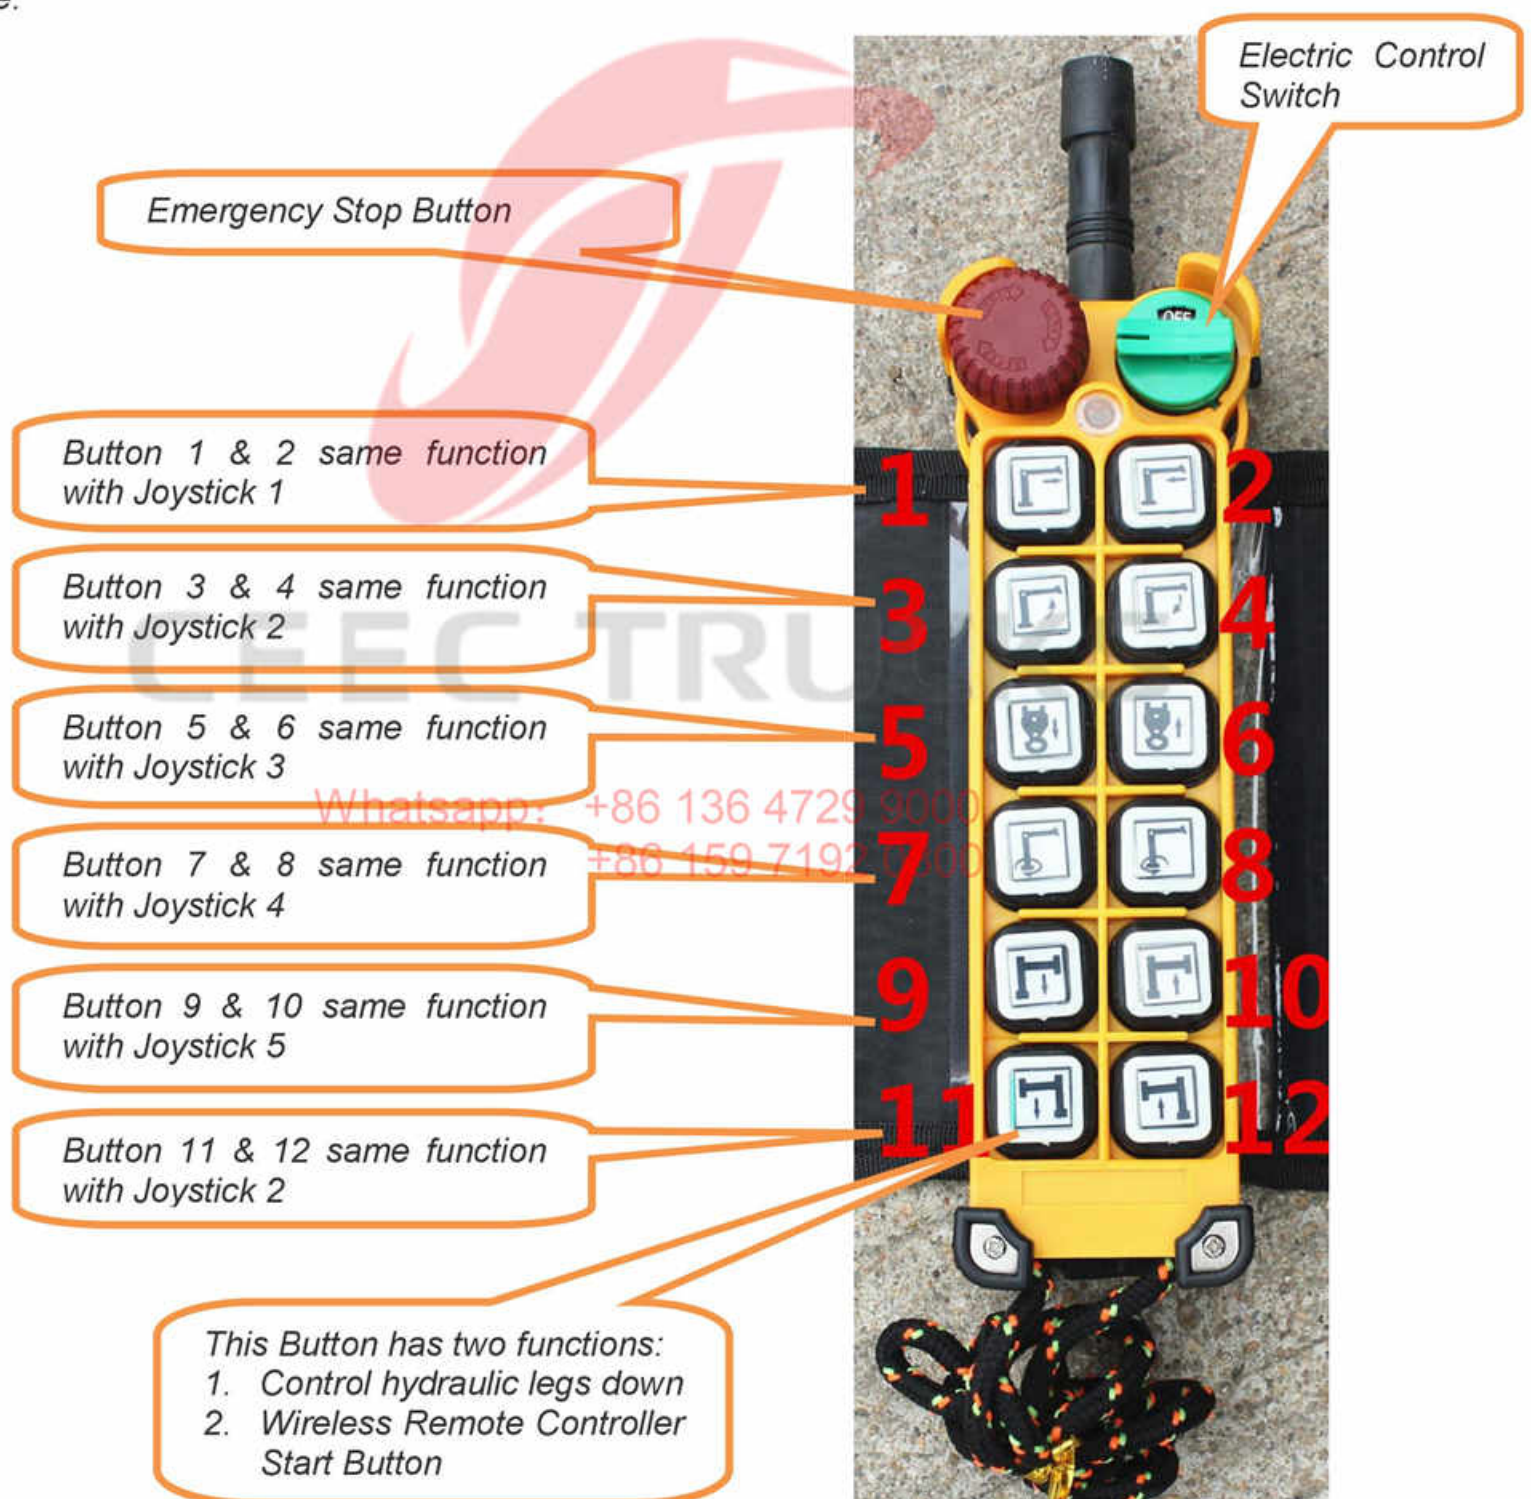 e.
Electric Control
Switch
Emergency Stop Button
OFF
Button 1 & 2 same function
with Joystick 1
1
2
Button 3 & 4 same function
with Joystick 2
3
4
CEEC TRUCKS
Button 5 & 6 same function
with Joystick 3
5
6
Whatsapp: +86 136 4729 9000
+86 159 7192 0300
Button 7 & 8 same function
with Joystick 4
7
8
Button 9 & 10 same function
with Joystick 5
9
10
Button 11 & 12 same function
with Joystick 2
11
12
This Button has two functions:
1. Control hydraulic legs down
2. Wireless Remote Controller
Start Button